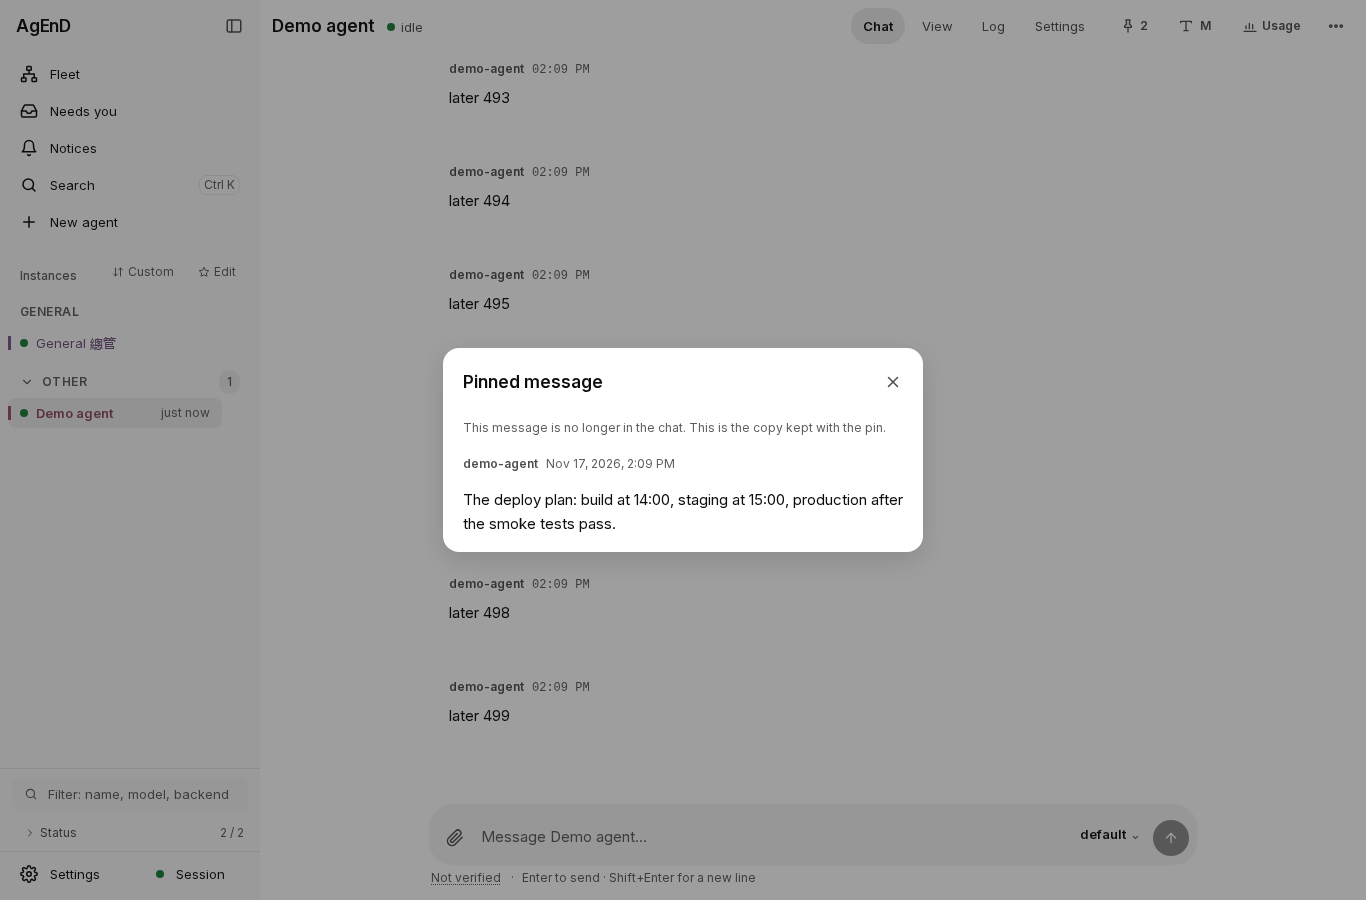 AgEnD
Fleet
Needs you
Notices
Search
Ctrl K
New agent
Instances
Custom
Edit
GENERAL
General 總管
OTHER
1
Demo agent
just now
Filter: name, model, backend
Status
2 / 2
Settings
Session
Demo agent
idle
Chat
View
Log
Settings
2
M
Usage
demo-agent 02:09 PM
later 493
demo-agent 02:09 PM
later 494
demo-agent 02:09 PM
later 495
Pinned message
This message is no longer in the chat. This is the copy kept with the pin.
demo-agent Nov 17, 2026, 2:09 PM
The deploy plan: build at 14:00, staging at 15:00, production after
the smoke tests pass.
demo-agent 02:09 PM
later 498
demo-agent 02:09 PM
later 499
Message Demo agent...
default
Not verified · Enter to send · Shift+Enter for a new line